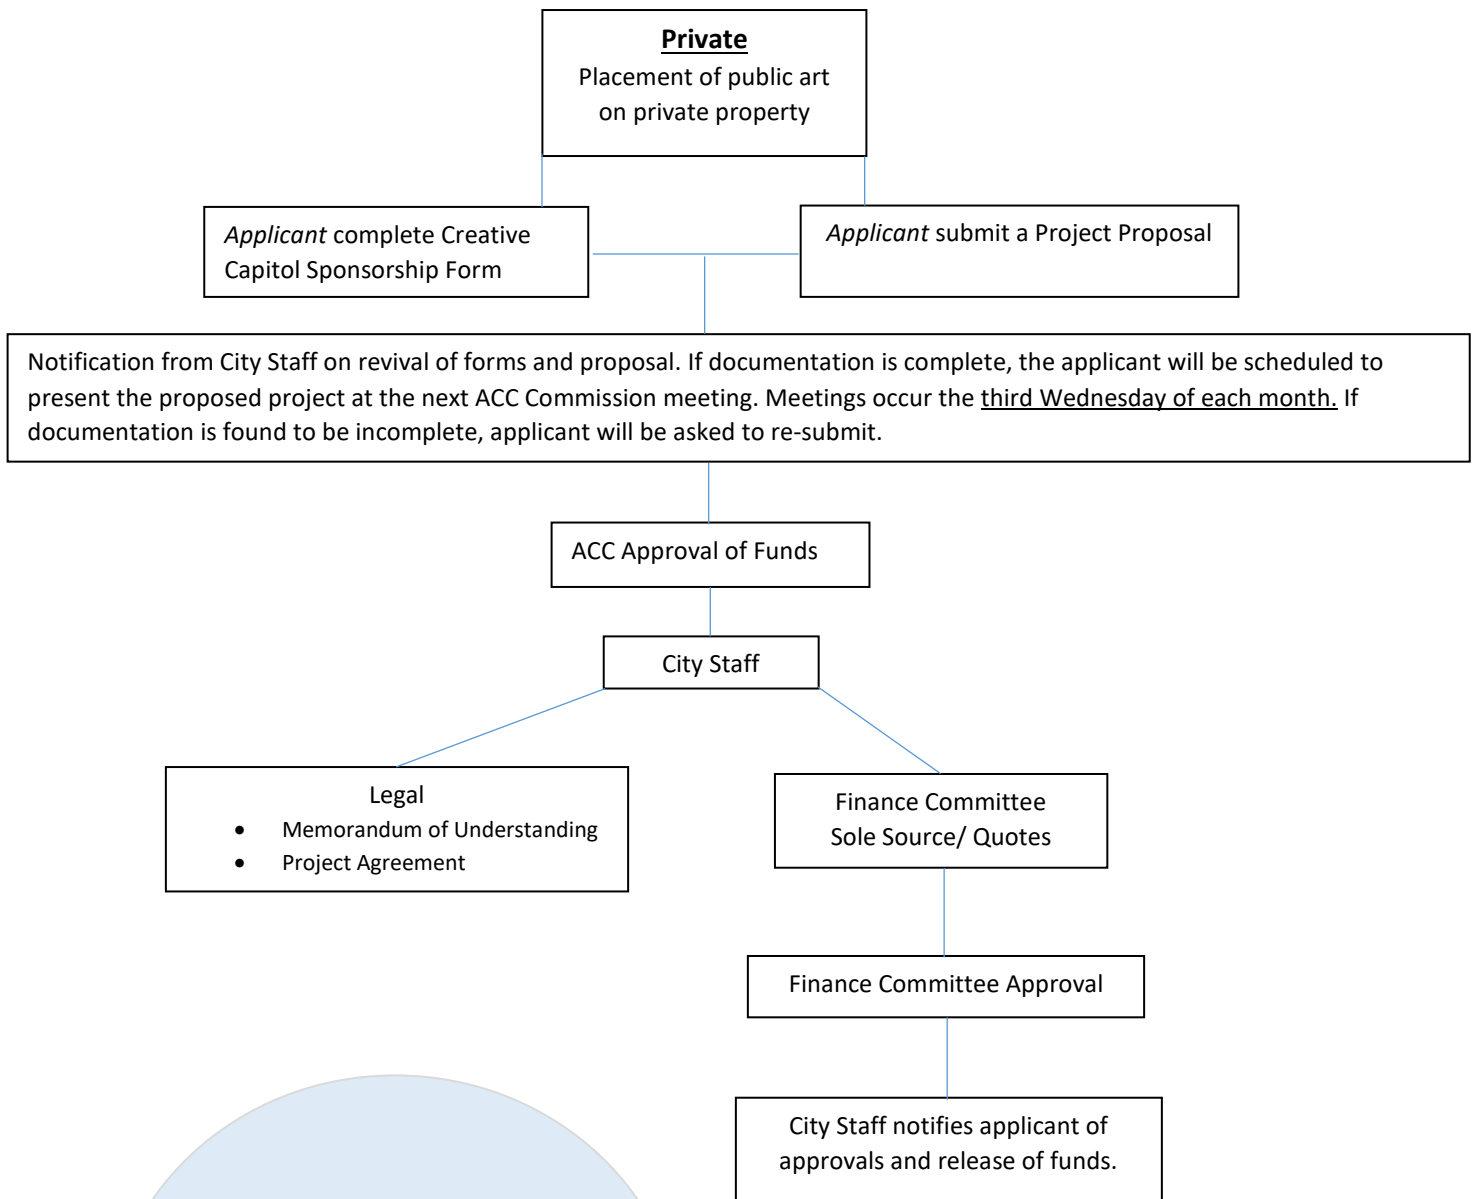 Private
Placement of public art
on private property
Applicant complete Creative
Capitol Sponsorship Form
Applicant submit a Project Proposal
Notification from City Staff on revival of forms and proposal. If documentation is complete, the applicant will be scheduled to
present the proposed project at the next ACC Commission meeting. Meetings occur the third Wednesday of each month. If
documentation is found to be incomplete, applicant will be asked to re-submit.
ACC Approval of Funds
City Staff
Legal
• Memorandum of Understanding
• Project Agreement
Finance Committee
Sole Source/ Quotes
Finance Committee Approval
City Staff notifies applicant of
approvals and release of funds.